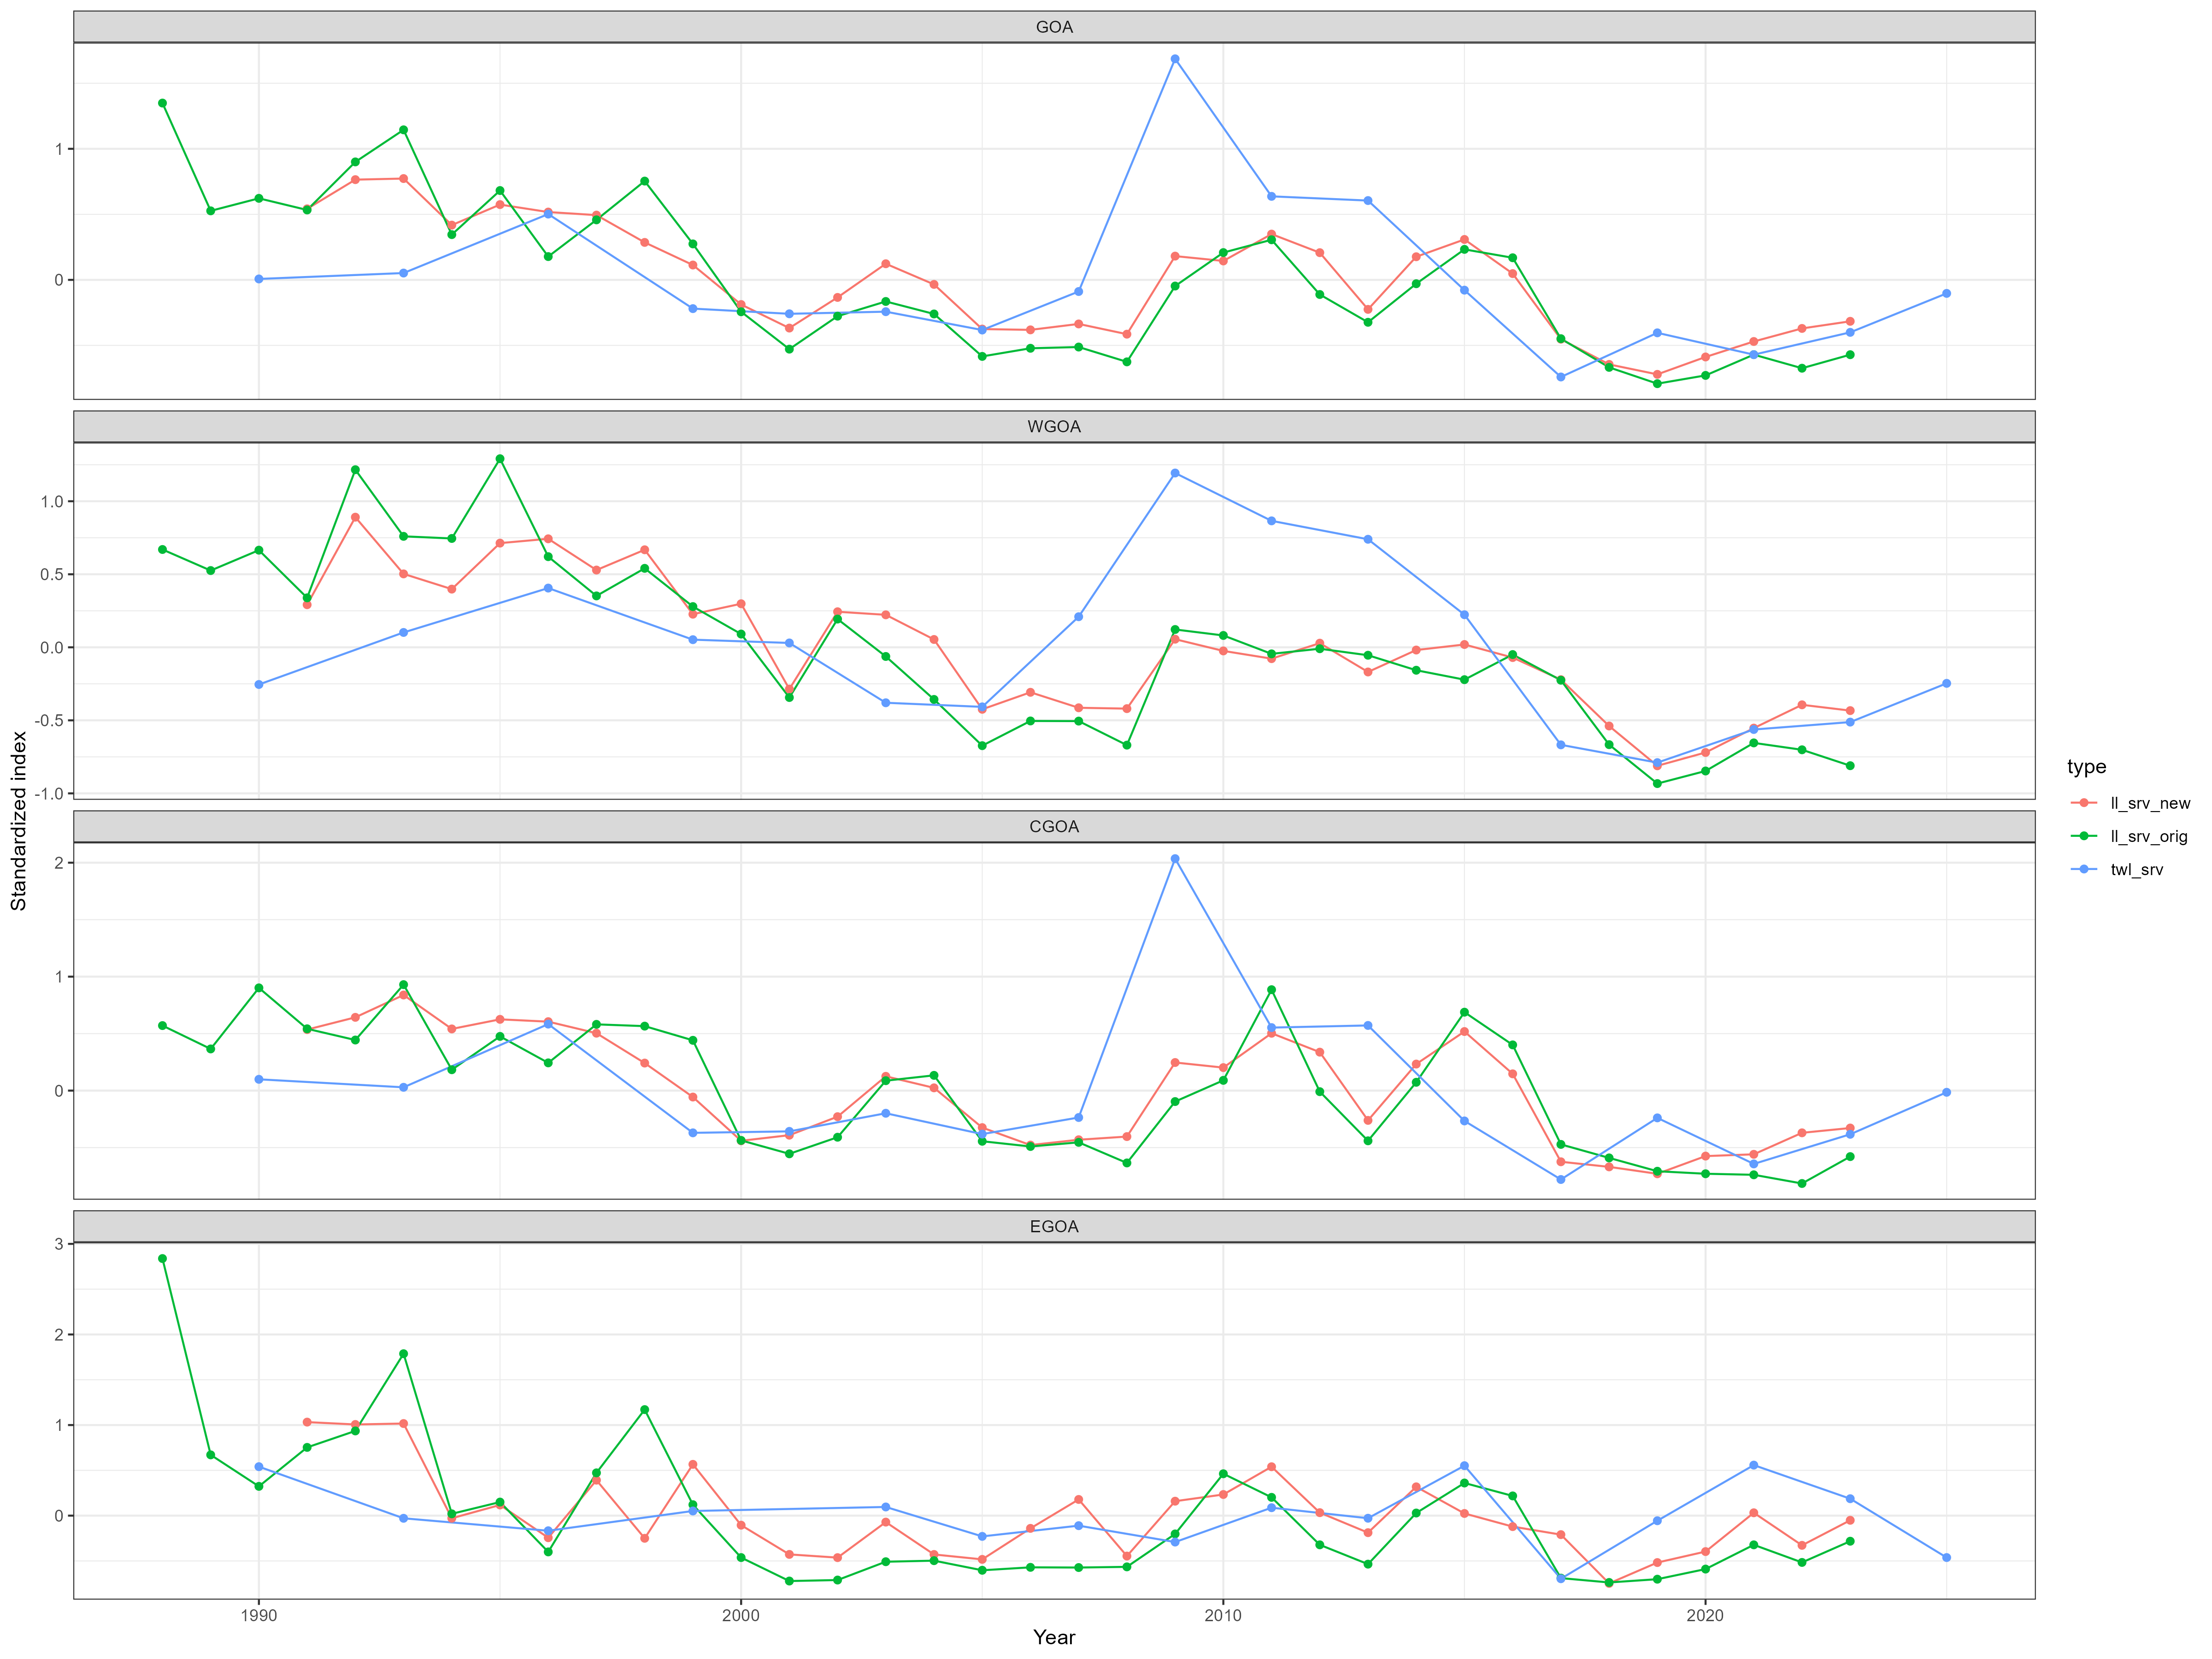 GOA
1
0
WGOA
1.0
0.5
0.0
-0.5
-1.0
CGOA
2
1
0
EGOA
3
2
1
0
1990 2000 2010 2020
Year
Standardized index
type
ll_srv_new
ll_srv_orig
twl_srv